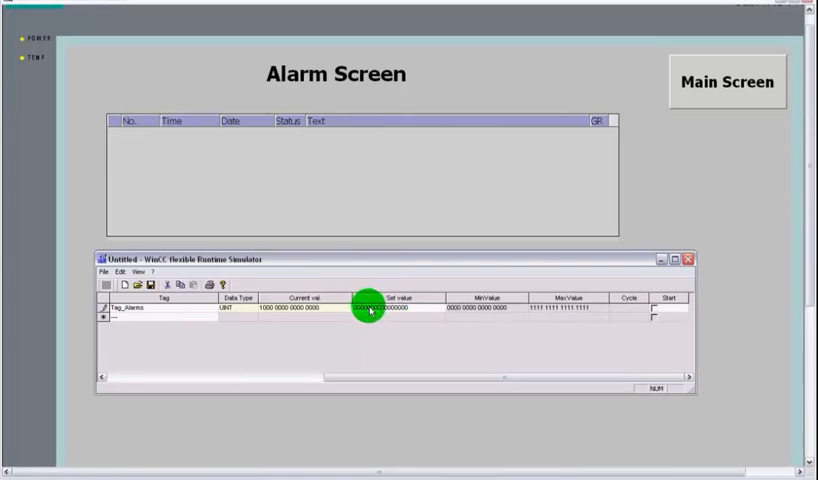 POWER
TEMP
Alarm Screen
Main Screen
No. Time Date Status Text GR
Untitled - WinCC flexible Runtime Simulator
File Edit View ?
Tag Data Type Current val. Set value MinValue MaxValue Cycle Start
Tag_Alarms UINT 1000 0000 0000 0000 0000 0000 0000 0000 1111 1111 1111 1111
---
NUM